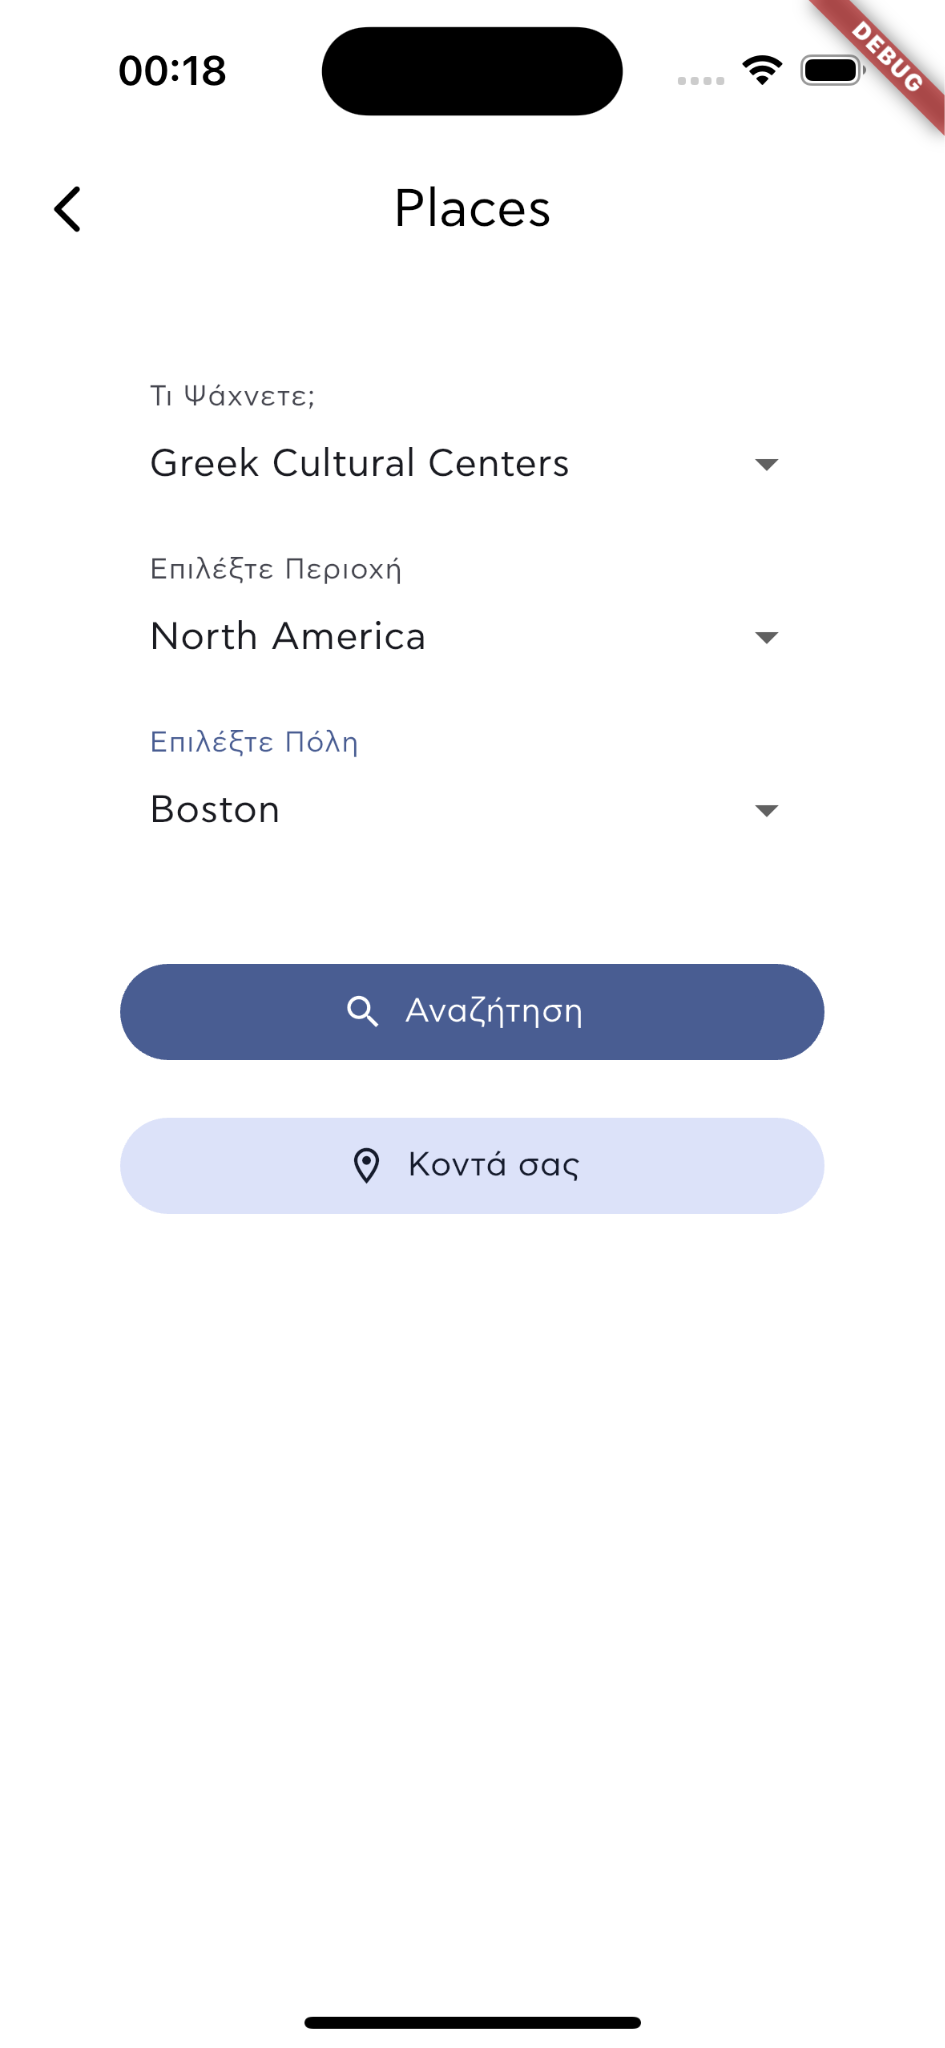 00:18
DEBUG
Places
Τι Ψάχνετε;
Greek Cultural Centers
Επιλέξτε Περιοχή
North America
Επιλέξτε Πόλη
Boston
Αναζήτηση
Κοντά σας